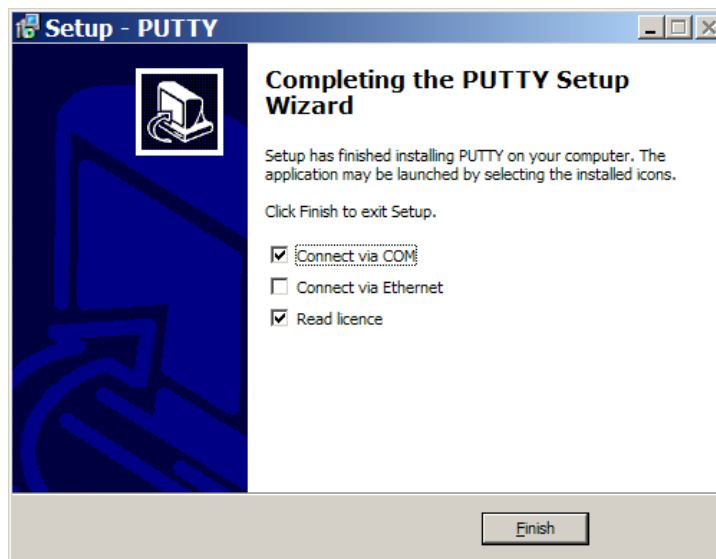 Setup - PUTTY
Completing the PUTTY Setup
Wizard
Setup has finished installing PUTTY on your computer. The
application may be launched by selecting the installed icons.
Click Finish to exit Setup.
Connect via COM
Connect via Ethernet
Read licence
Finish